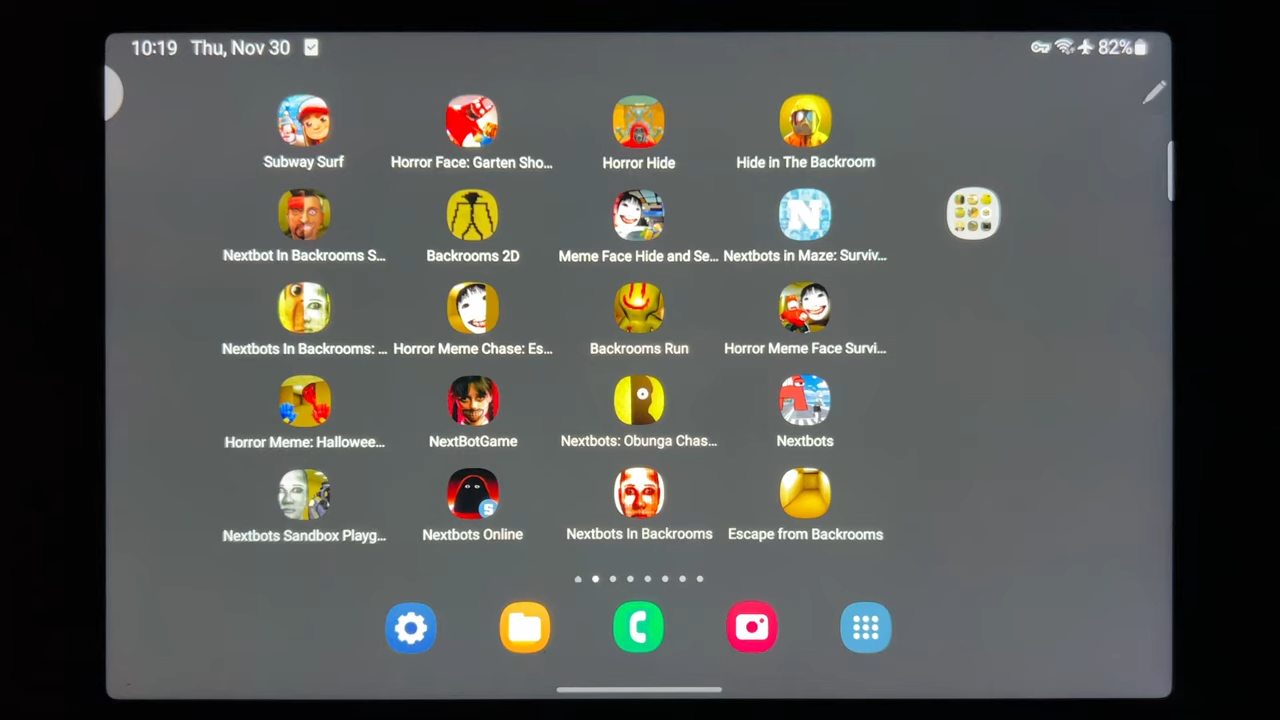 10:19 Thu, Nov 30 82%
Subway Surf
Horror Face: Garten Sho...
Horror Hide
Hide in The Backroom
Nextbot In Backrooms S...
Backrooms 2D
Meme Face Hide and Se...
Nextbots in Maze: Surviv...
Nextbots In Backrooms: ...
Horror Meme Chase: Es...
Backrooms Run
Horror Meme Face Survi...
Horror Meme: Hallowee...
NextBotGame
Nextbots: Obunga Chas...
Nextbots
Nextbots Sandbox Playg...
Nextbots Online
Nextbots In Backrooms
Escape from Backrooms
N
S